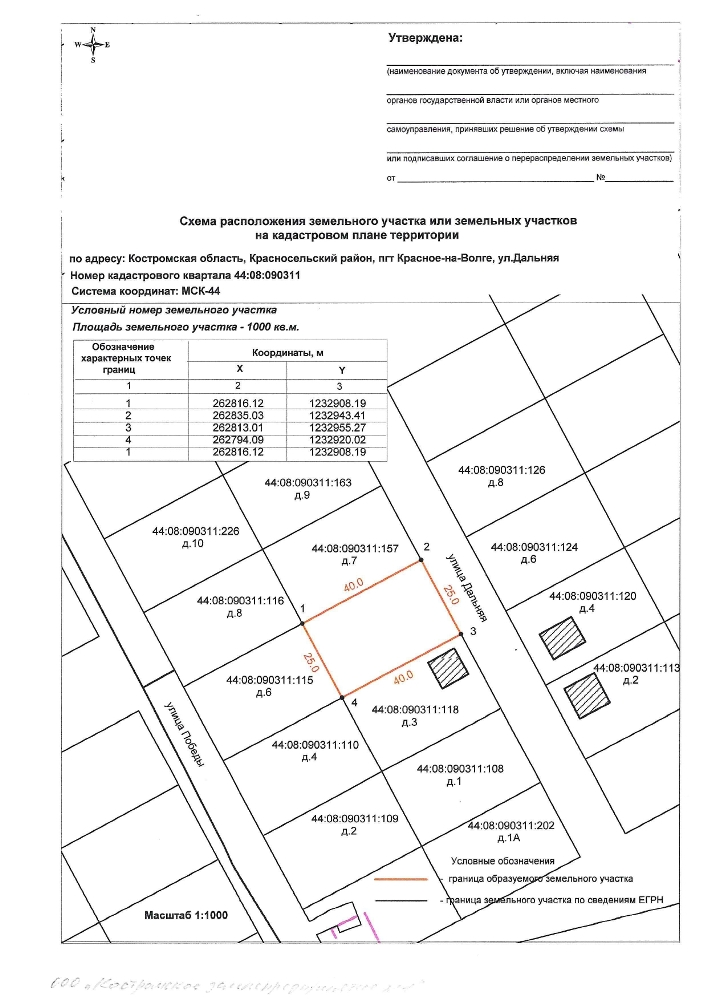 N
W E
S
Утверждена:
(наименование документа об утверждении, включая наименования
органов государственной власти или органов местного
самоуправления, принявших решение об утверждении схемы
или подписавших соглашение о перераспределении земельных участков)
от №
Схема расположения земельного участка или земельных участков
на кадастровом плане территории
по адресу: Костромская область, Красносельский район, пгт Красное-на-Волге, ул.Дальняя
Номер кадастрового квартала 44:08:090311
Система координат: МСК-44
Условный номер земельного участка
Площадь земельного участка - 1000 кв.м.
Обозначение характерных точек границ Координаты, м
X Y
1 2 3
1 262816.12 1232908.19
2 262835.03 1232943.41
3 262813.01 1232955.27
4 262794.09 1232920.02
1 262816.12 1232908.19
44:08:090311:126
д.8
44:08:090311:163
д.9
44:08:090311:226
д.10
44:08:090311:157
д.7
44:08:090311:124
д.6
2
улица Дальняя
40.0
25.0
44:08:090311:116
д.8
44:08:090311:120
д.4
1
3
25.0
40.0
44:08:090311:115
д.6
44:08:090311:113
д.2
4
44:08:090311:118
д.3
улица Победы
44:08:090311:110
д.4
44:08:090311:108
д.1
44:08:090311:109
д.2
44:08:090311:202
д.1А
Условные обозначения
- граница образуемого земельного участка
- граница земельного участка по сведениям ЕГРН
Масштаб 1:1000
ООО "Костромское